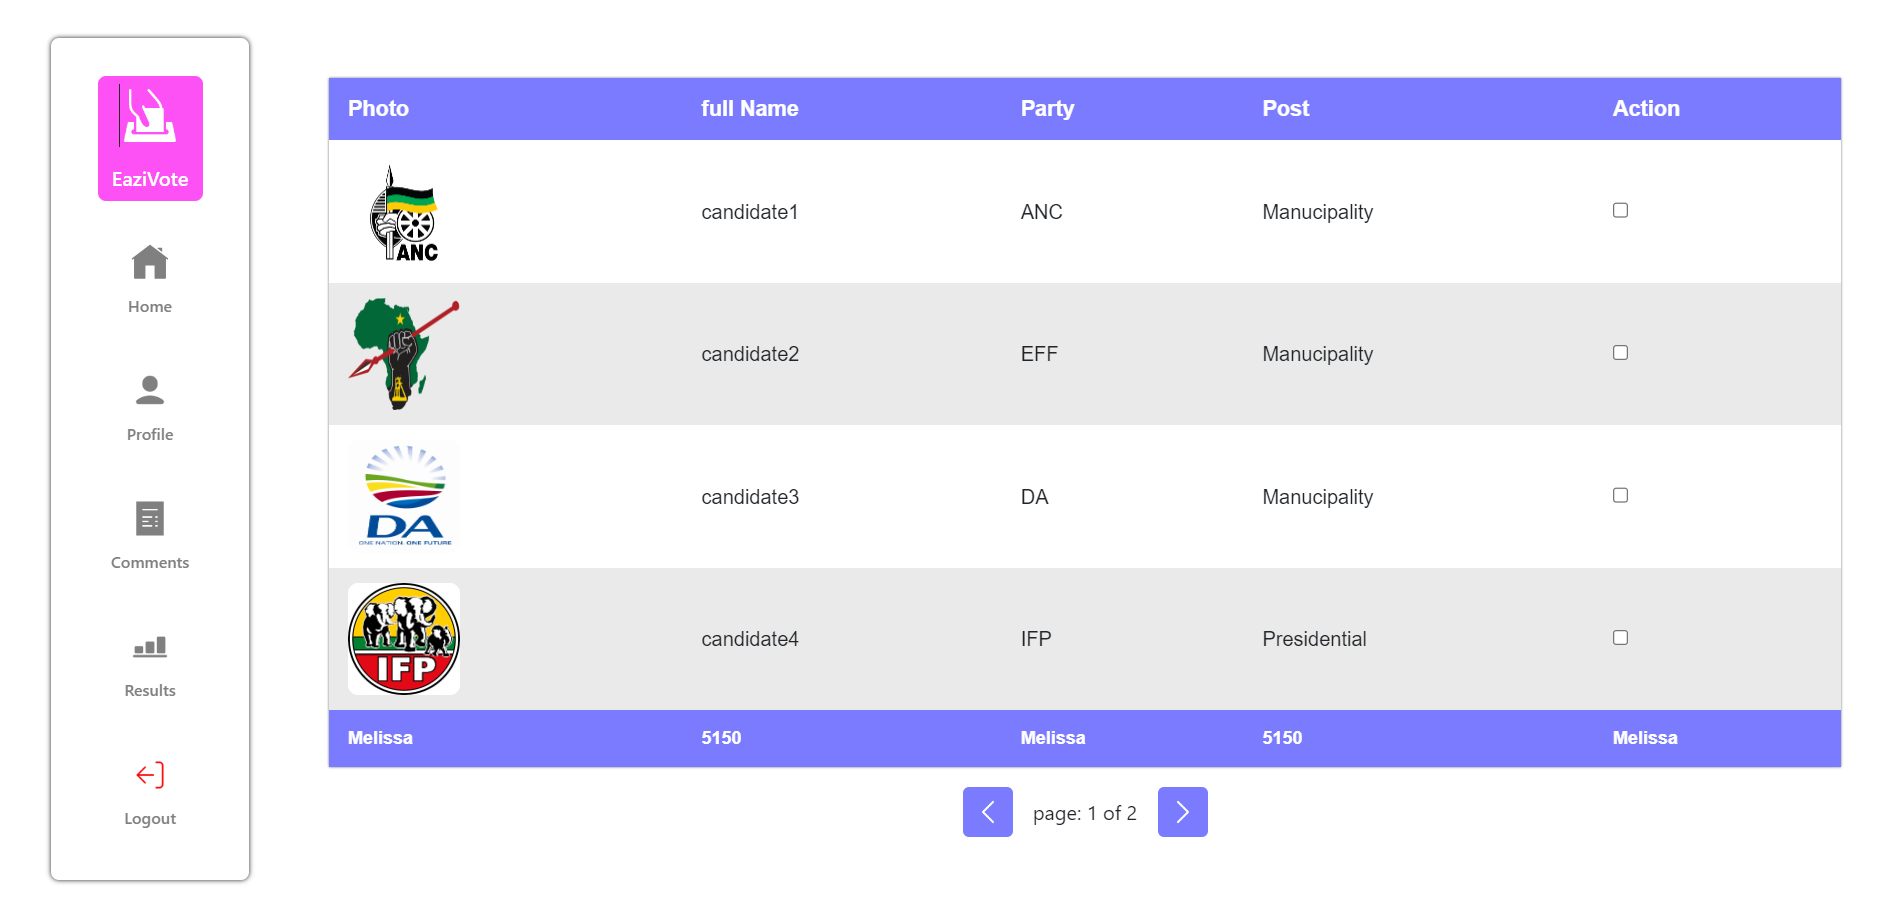 EaziVote
Home
Profile
Comments
Results
Logout
Photo full Name Party Post Action
ANC candidate1 ANC Manucipality
candidate2 EFF Manucipality
DA
ONE NATION. ONE FUTURE candidate3 DA Manucipality
IFP candidate4 IFP Presidential
Melissa 5150 Melissa 5150 Melissa
page: 1 of 2